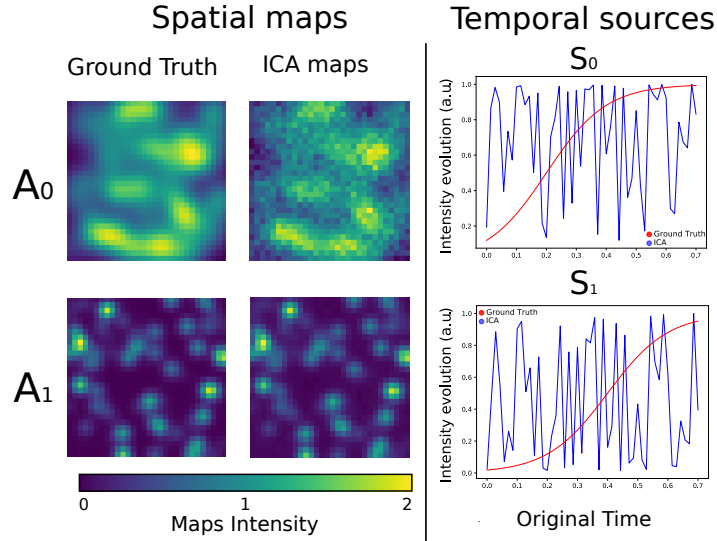 Spatial maps
Temporal sources
Ground Truth
ICA maps
A0
A1
0
1
2
Maps Intensity
S0
Intensity evolution (a.u)
1.0
0.8
0.6
0.4
0.2
0.0 0.1 0.2 0.3 0.4 0.5 0.6 0.7
Ground Truth
ICA
S1
Intensity evolution (a.u)
1.0
0.8
0.6
0.4
0.2
0.0
0.0 0.1 0.2 0.3 0.4 0.5 0.6 0.7
Ground Truth
ICA
Original Time